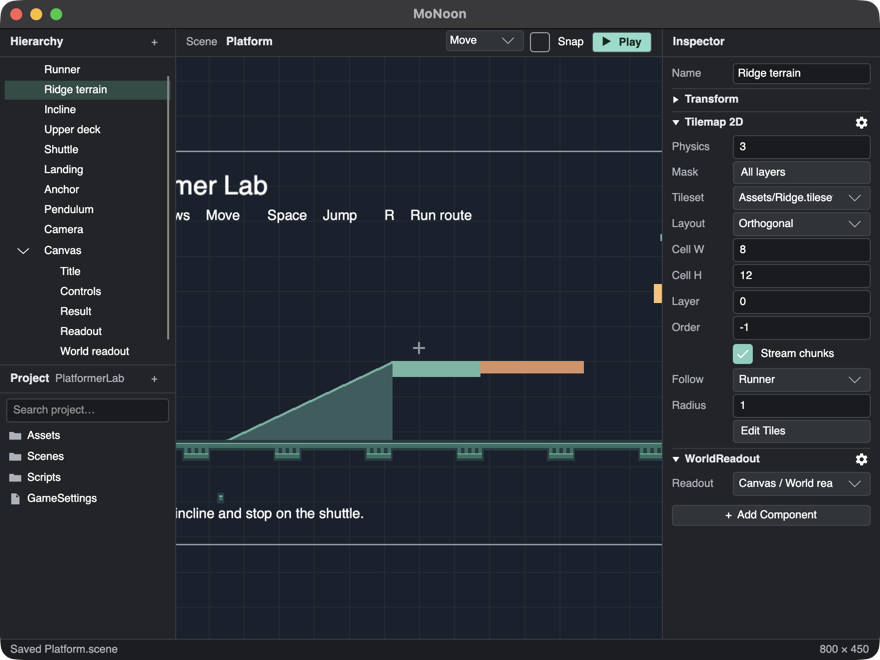 MoNoon
Hierarchy +
Runner
Ridge terrain
Incline
Upper deck
Shuttle
Landing
Anchor
Pendulum
Camera
Canvas
Title
Controls
Result
Readout
World readout
Project PlatformerLab +
Search project…
Assets
Scenes
Scripts
GameSettings
Scene Platform Move Snap Play
mer Lab
ws Move Space Jump R Run route
incline and stop on the shuttle.
Inspector
Name Ridge terrain
Transform
Tilemap 2D
Physics 3
Mask All layers
Tileset Assets/Ridge.tilese
Layout Orthogonal
Cell W 8
Cell H 12
Layer 0
Order -1
Stream chunks
Follow Runner
Radius 1
Edit Tiles
WorldReadout
Readout Canvas / World rea
+ Add Component
Saved Platform.scene 800 × 450